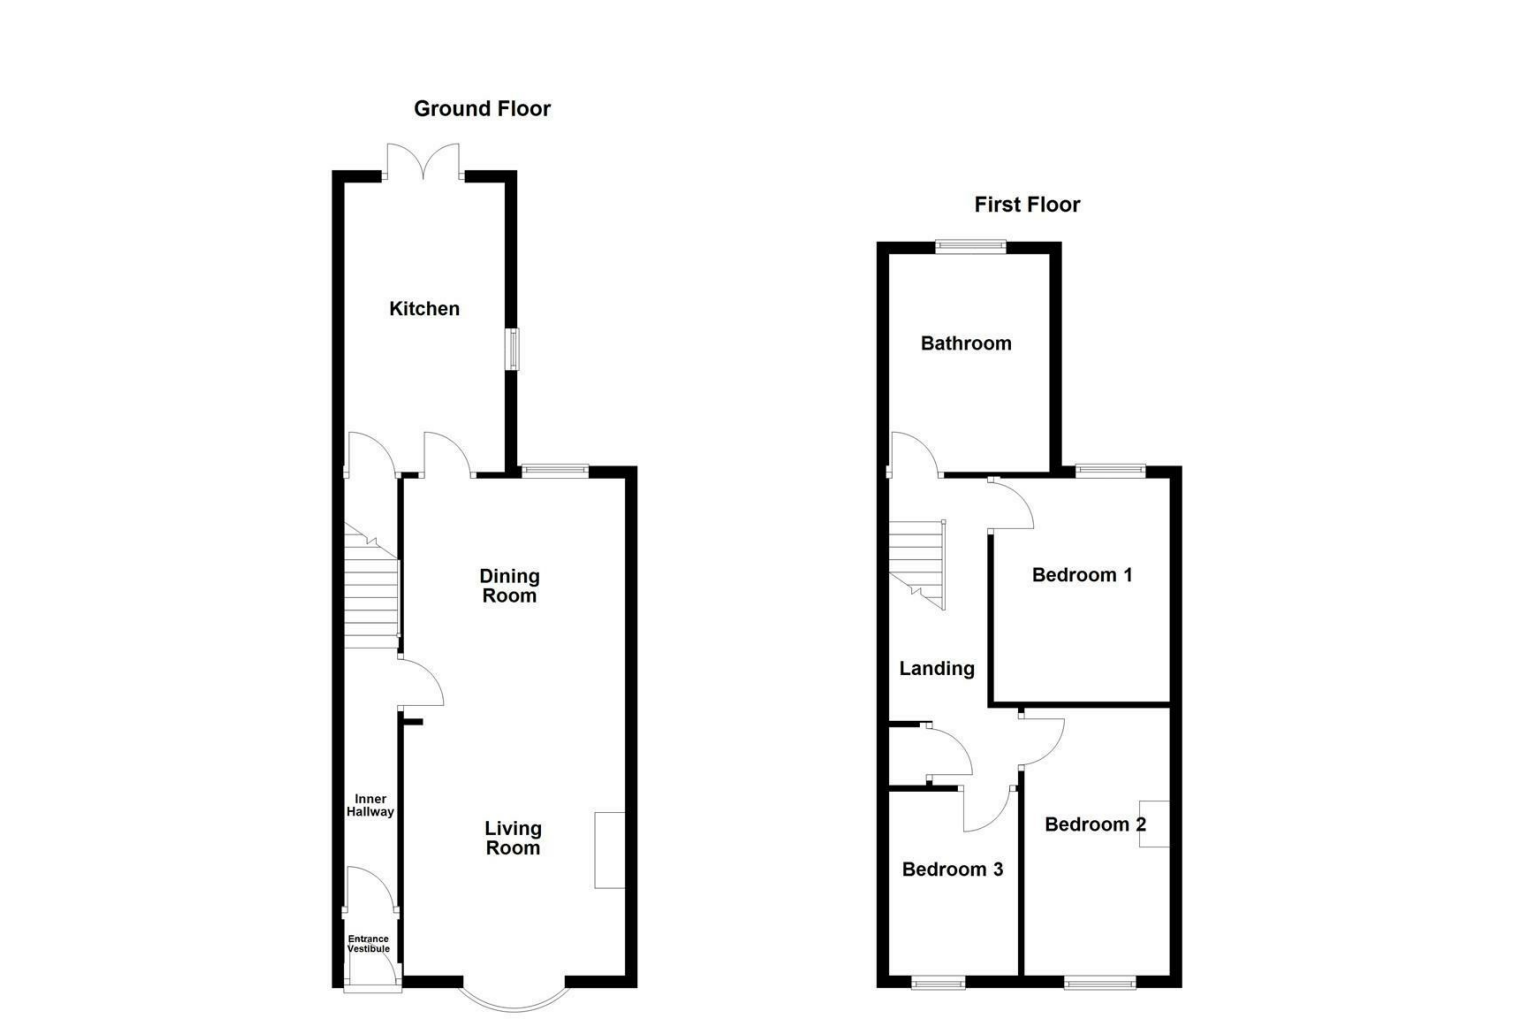 Ground Floor
Kitchen
Dining
Room
Living
Room
Inner
Hallway
Entrance
Vestibule
First Floor
Bathroom
Bedroom 1
Landing
Bedroom 2
Bedroom 3